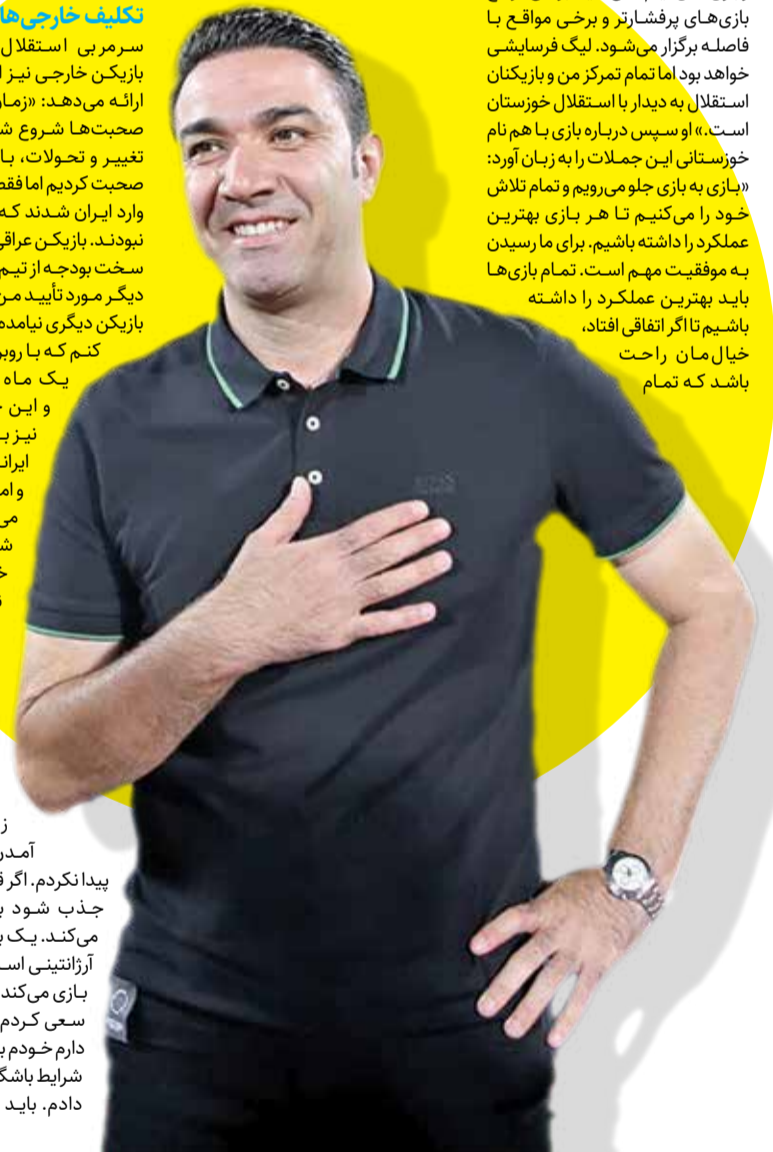 بازی‌های پرفشارتر و برخی مواقع با
فاصله برگزار می‌شود. لیگ فرسایشی
خواهد بود اما تمام تمرکز من و بازیکنان
استقلال به دیدار با استقلال خوزستان
است.» او سپس درباره بازی با هم نام
خوزستانی این جملات را به زبان آورد:
«بازی به بازی جلو می‌رویم و تمام تلاش
خود را می‌کنیم تا هر بازی بهترین
عملکرد را داشته باشیم. برای ما رسیدن
به موفقیت مهم است. تمام بازی‌ها
باید بهترین عملکرد را داشته
باشیم تا اگر اتفاقی افتاد،
خیال‌مان راحت
باشد که تمام
تکلیف خارجی‌ها
سرمربی استقلال
بازیکن خارجی نیز
ارائه می‌دهد: «زما
صحبت‌ها شروع ش
تغییر و تحولات، با
صحبت کردیم اما فقط
وارد ایران شدند که
نبودند. بازیکن عراقی
سخت بودجه از تیم
دیگر مورد تأیید من
بازیکن دیگری نیامده
کنم که با روبر
یک ماه
و این
نیز ب
ایرانی
و اما
می
ش
خ
ز
آمدن
پیدا نکردم. اگر ق
جذب شود ب
می‌کند. یک ب
آرژانتینی اس
بازی می‌کند
سعی کردم
دارم خودم ب
شرایط باشگ
دادم. باید